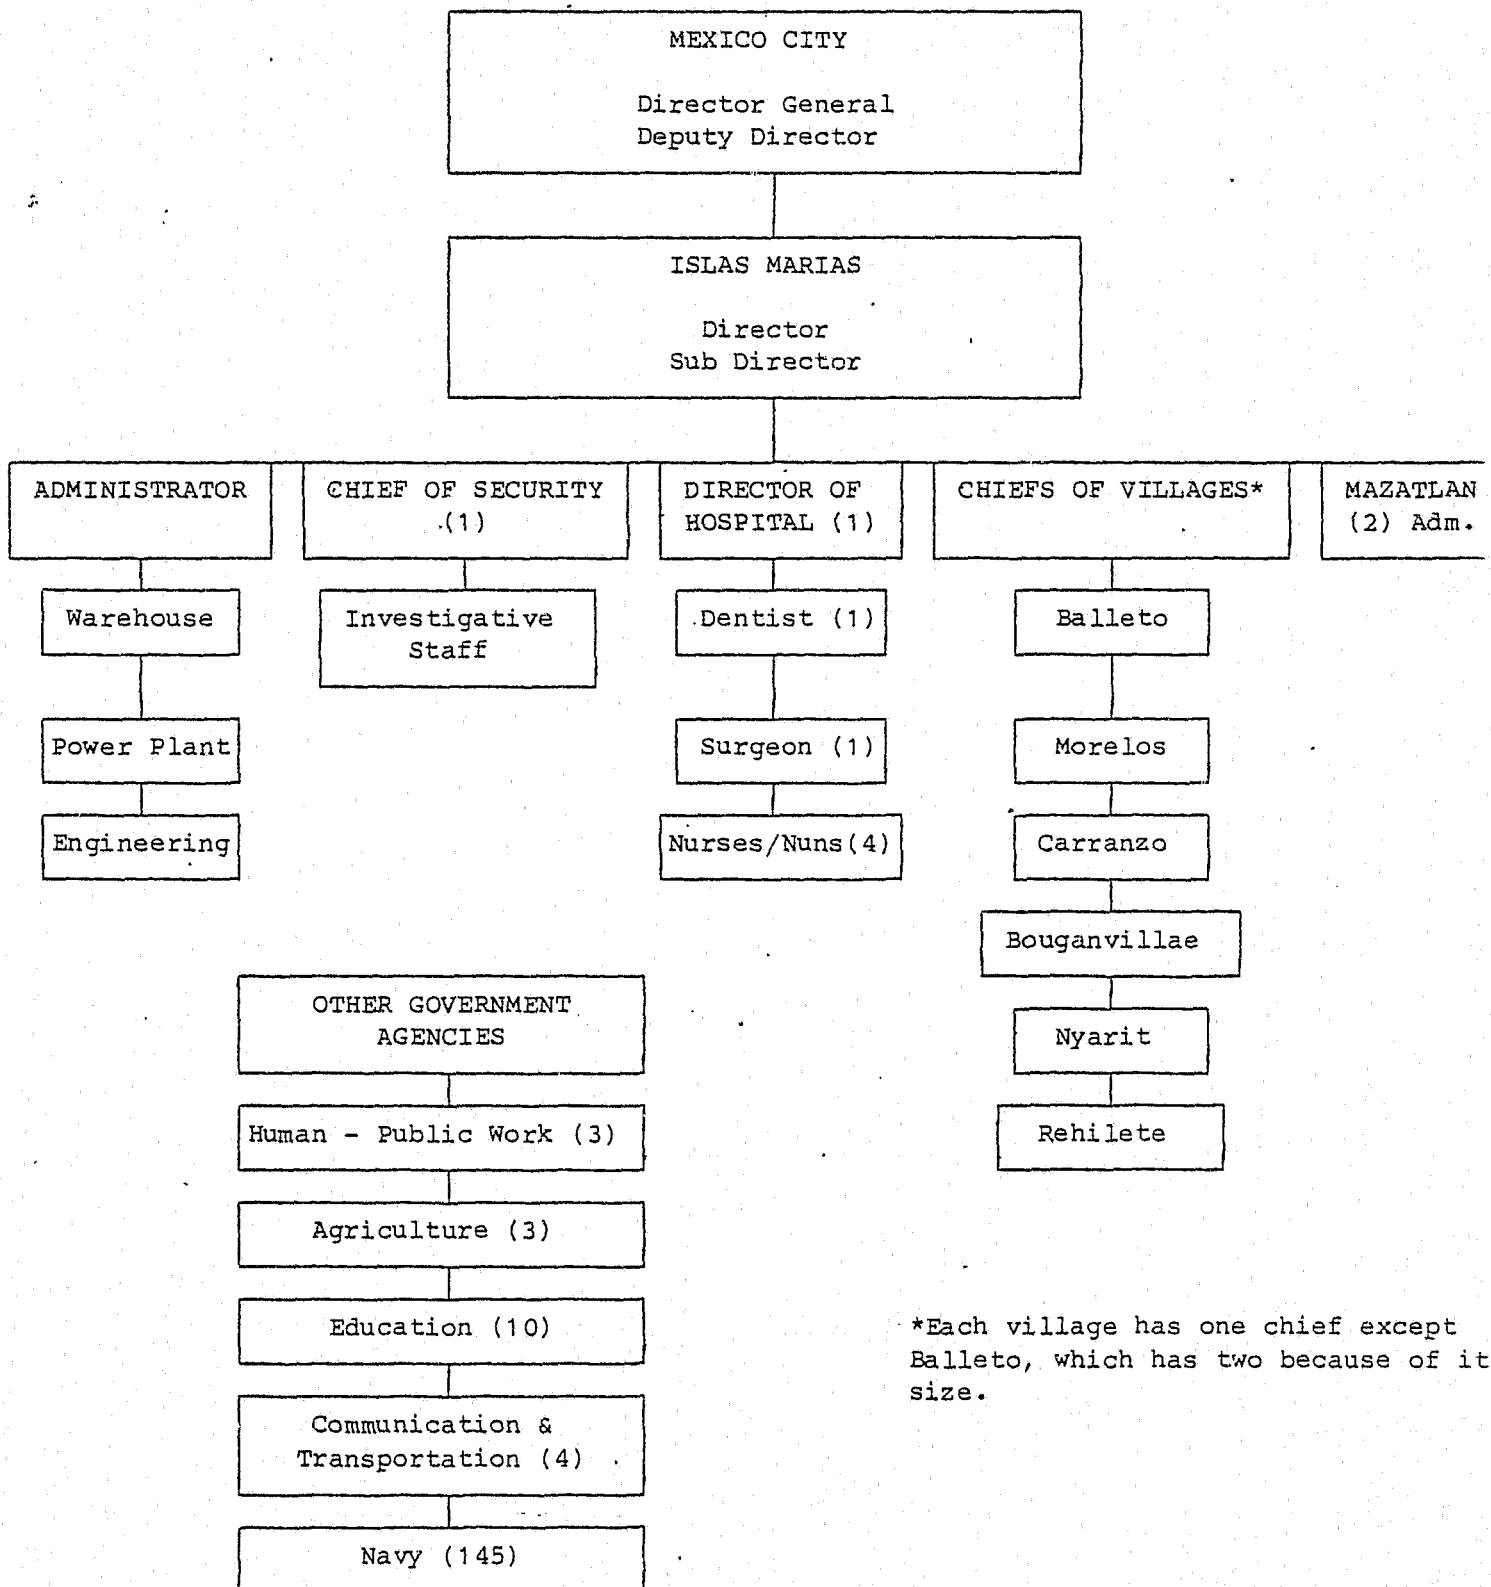 MEXICO CITY
Director General
Deputy Director
ISLAS MARIAS
Director
Sub Director
ADMINISTRATOR
Warehouse
Power Plant
Engineering
CHIEF OF SECURITY
(1)
Investigative
Staff
DIRECTOR OF
HOSPITAL (1)
Dentist (1)
Surgeon (1)
Nurses/Nuns(4)
CHIEFS OF VILLAGES*
Balleto
Morelos
Carranzo
Bouganvillae
Nyarit
Rehilete
MAZATLAN
(2) Adm.
OTHER GOVERNMENT
AGENCIES
Human - Public Work (3)
Agriculture (3)
Education (10)
Communication &
Transportation (4)
Navy (145)
*Each village has one chief except
Balleto, which has two because of it
size.